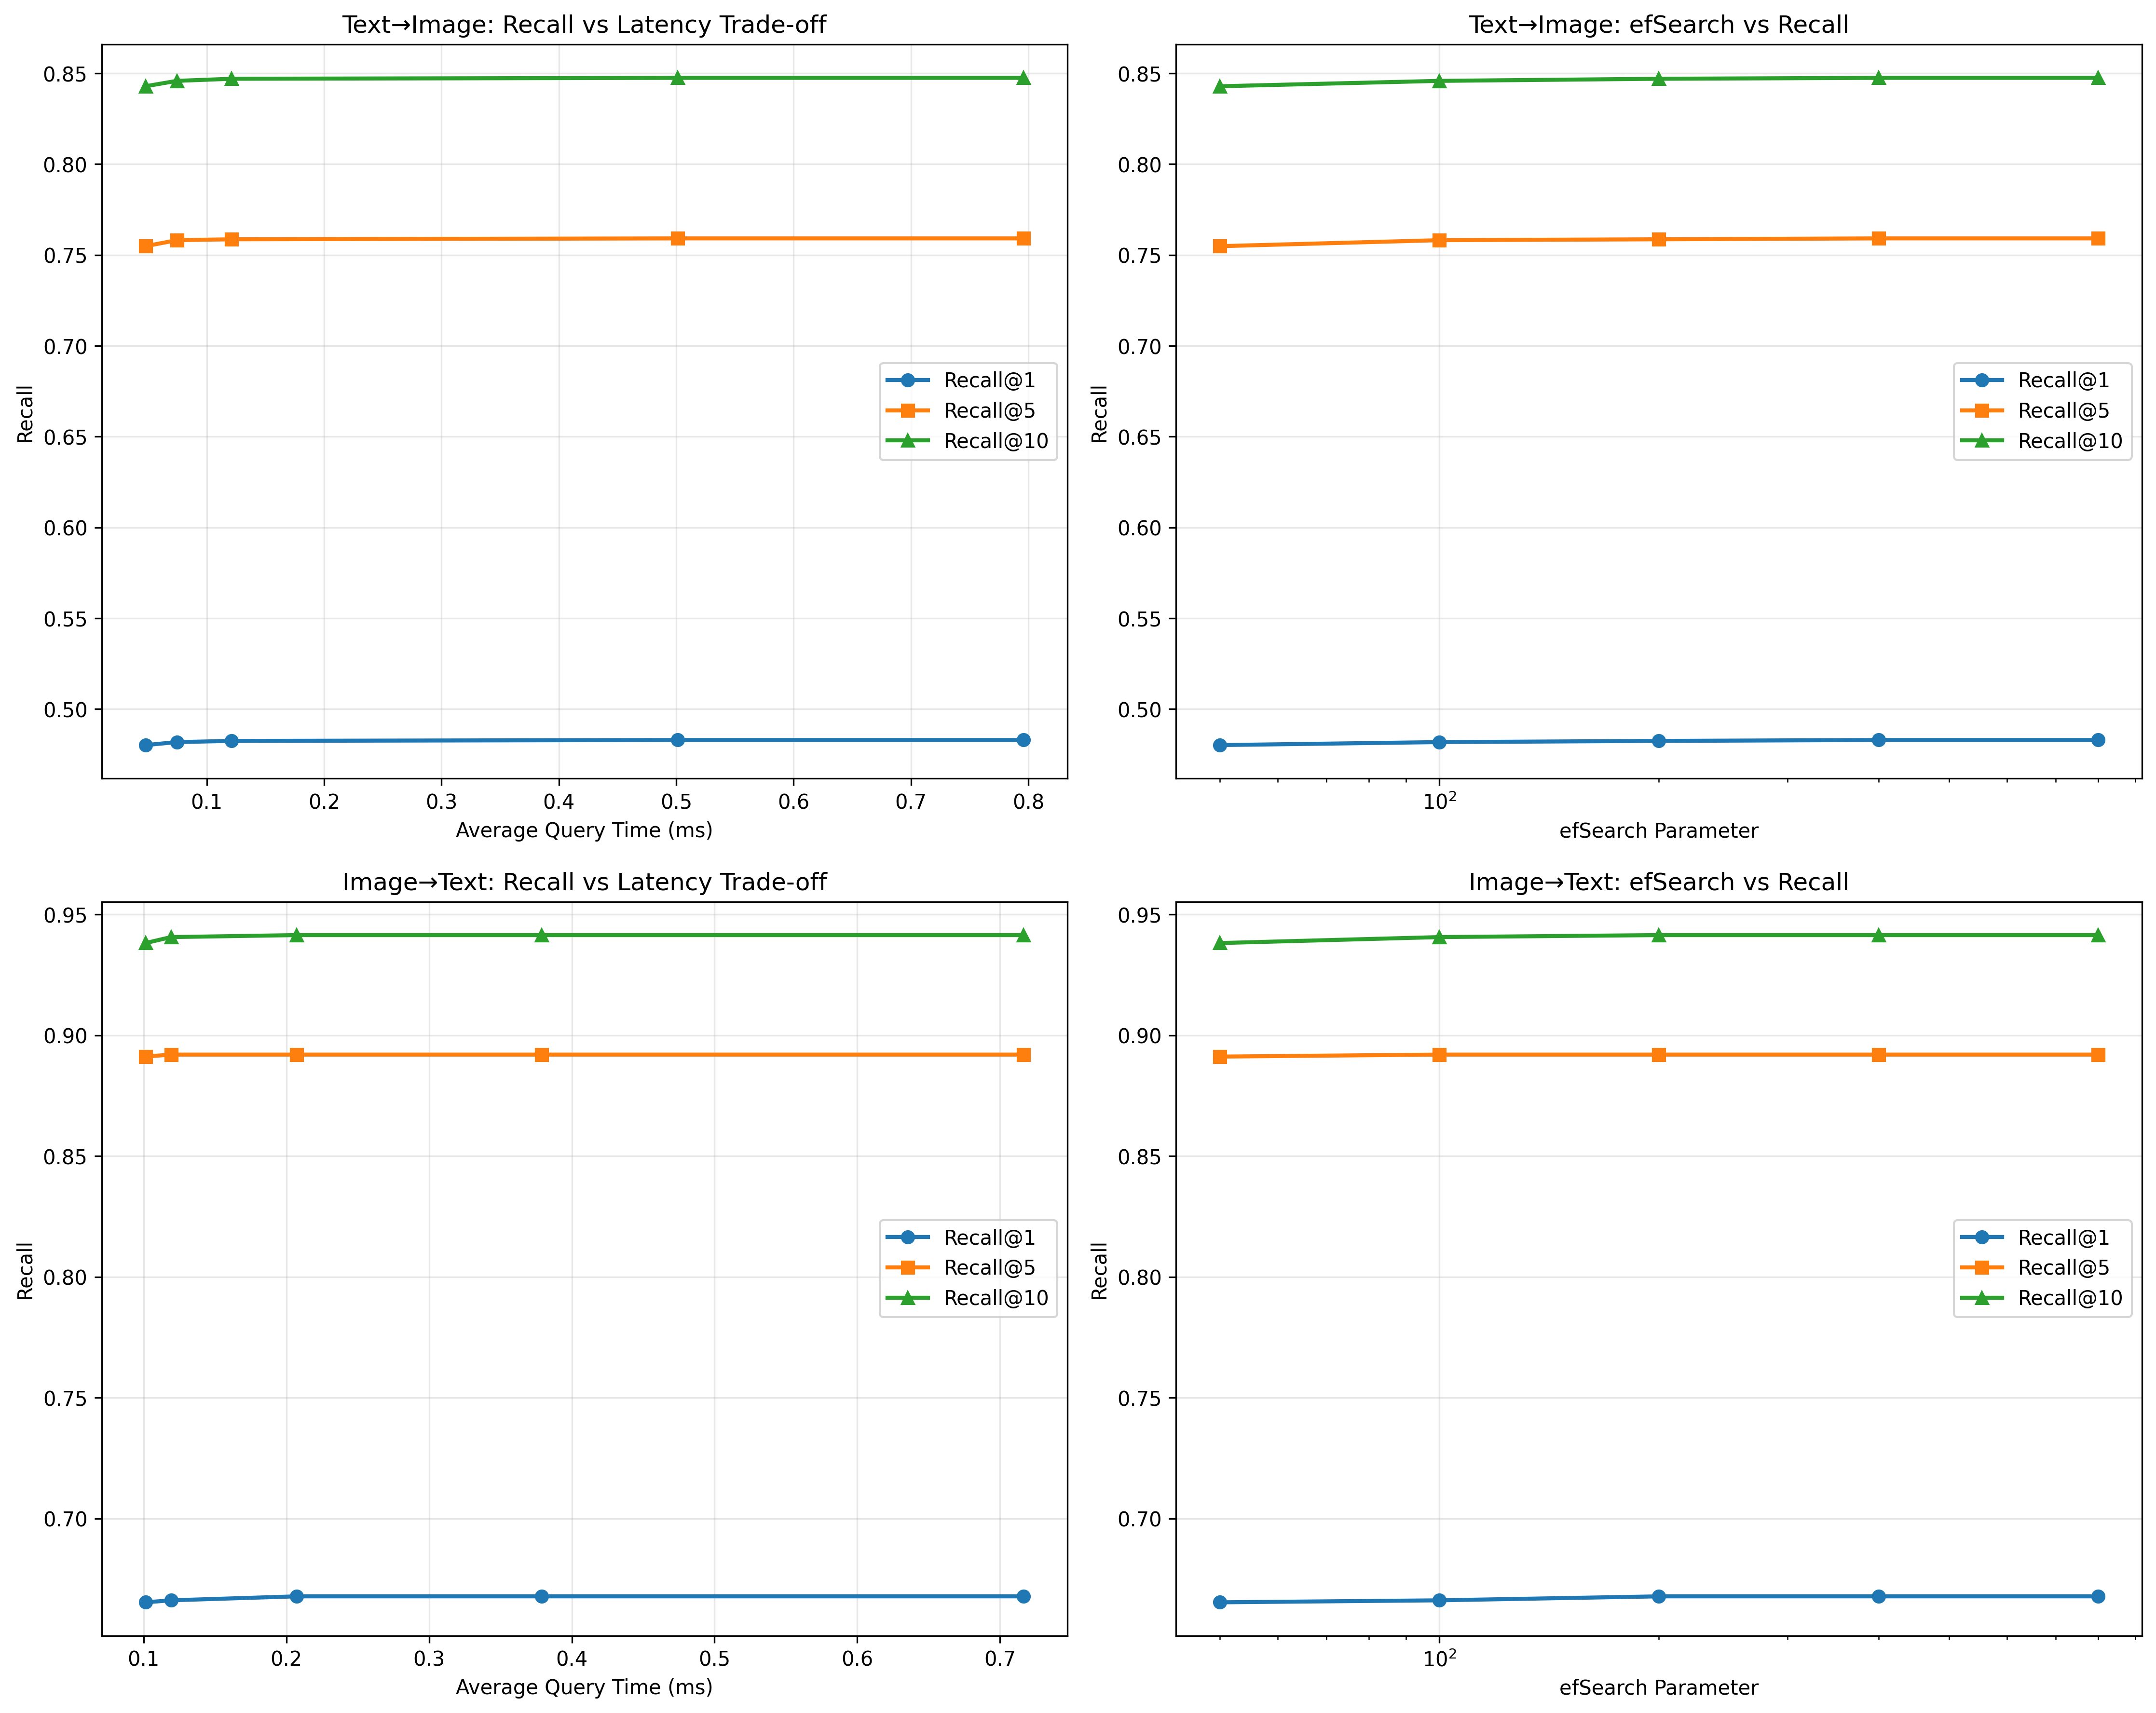 Text→Image: Recall vs Latency Trade-off
0.85
0.80
0.75
0.70
0.65
0.60
0.55
0.50
Recall
Recall@1
Recall@5
Recall@10
0.1 0.2 0.3 0.4 0.5 0.6 0.7 0.8
Average Query Time (ms)
Text→Image: efSearch vs Recall
0.85
0.80
0.75
0.70
0.65
0.60
0.55
0.50
Recall
Recall@1
Recall@5
Recall@10
10²
efSearch Parameter
Image→Text: Recall vs Latency Trade-off
0.95
0.90
0.85
0.80
0.75
0.70
Recall
Recall@1
Recall@5
Recall@10
0.1 0.2 0.3 0.4 0.5 0.6 0.7
Average Query Time (ms)
Image→Text: efSearch vs Recall
0.95
0.90
0.85
0.80
0.75
0.70
Recall
Recall@1
Recall@5
Recall@10
10²
efSearch Parameter